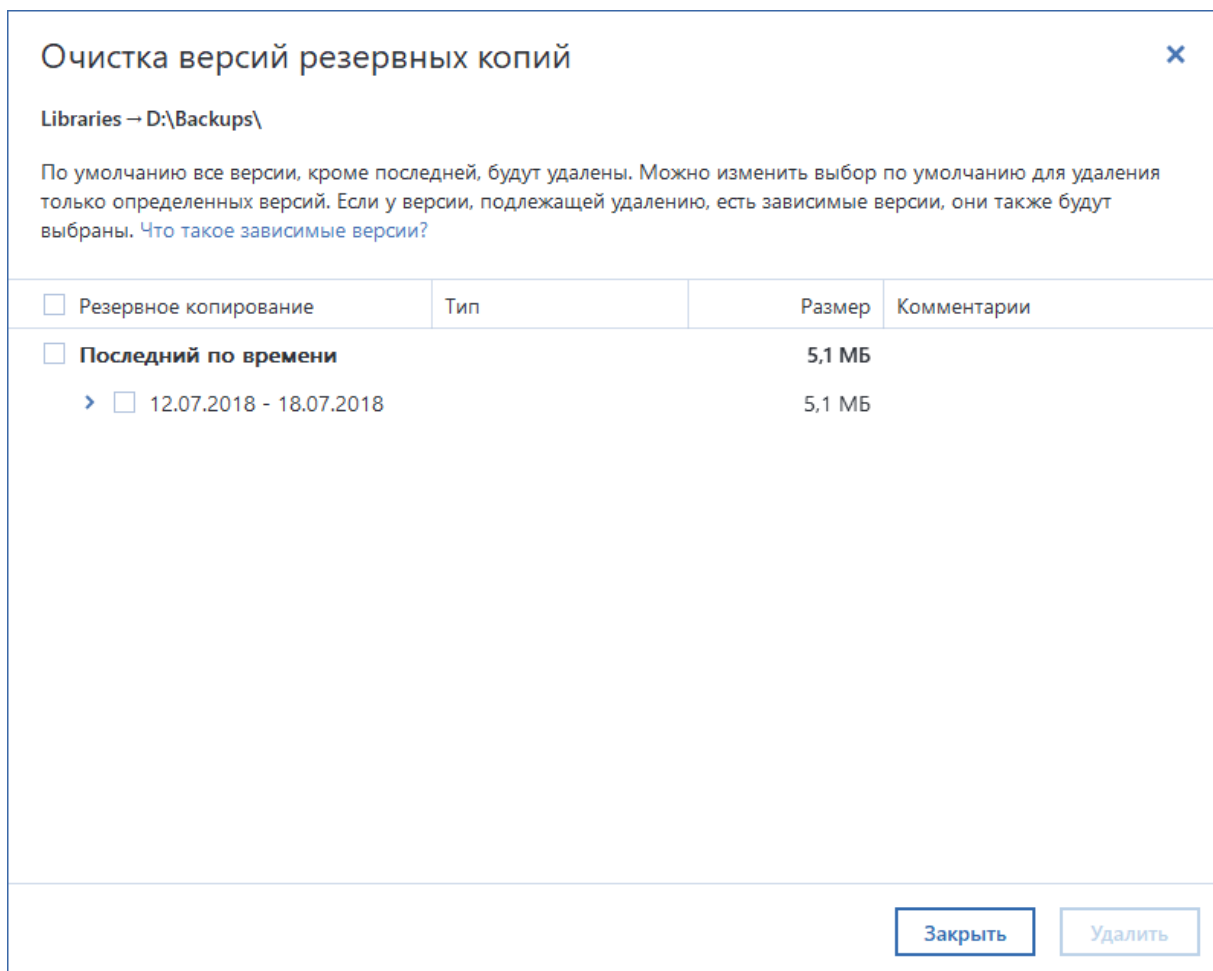 Очистка версий резервных копий
Libraries → D:\Backups\
По умолчанию все версии, кроме последней, будут удалены. Можно изменить выбор по умолчанию для удаления
только определенных версий. Если у версии, подлежащей удалению, есть зависимые версии, они также будут
выбраны. Что такое зависимые версии?
Резервное копирование Тип Размер Комментарии
Последний по времени 5,1 МБ
12.07.2018 - 18.07.2018 5,1 МБ
Закрыть Удалить